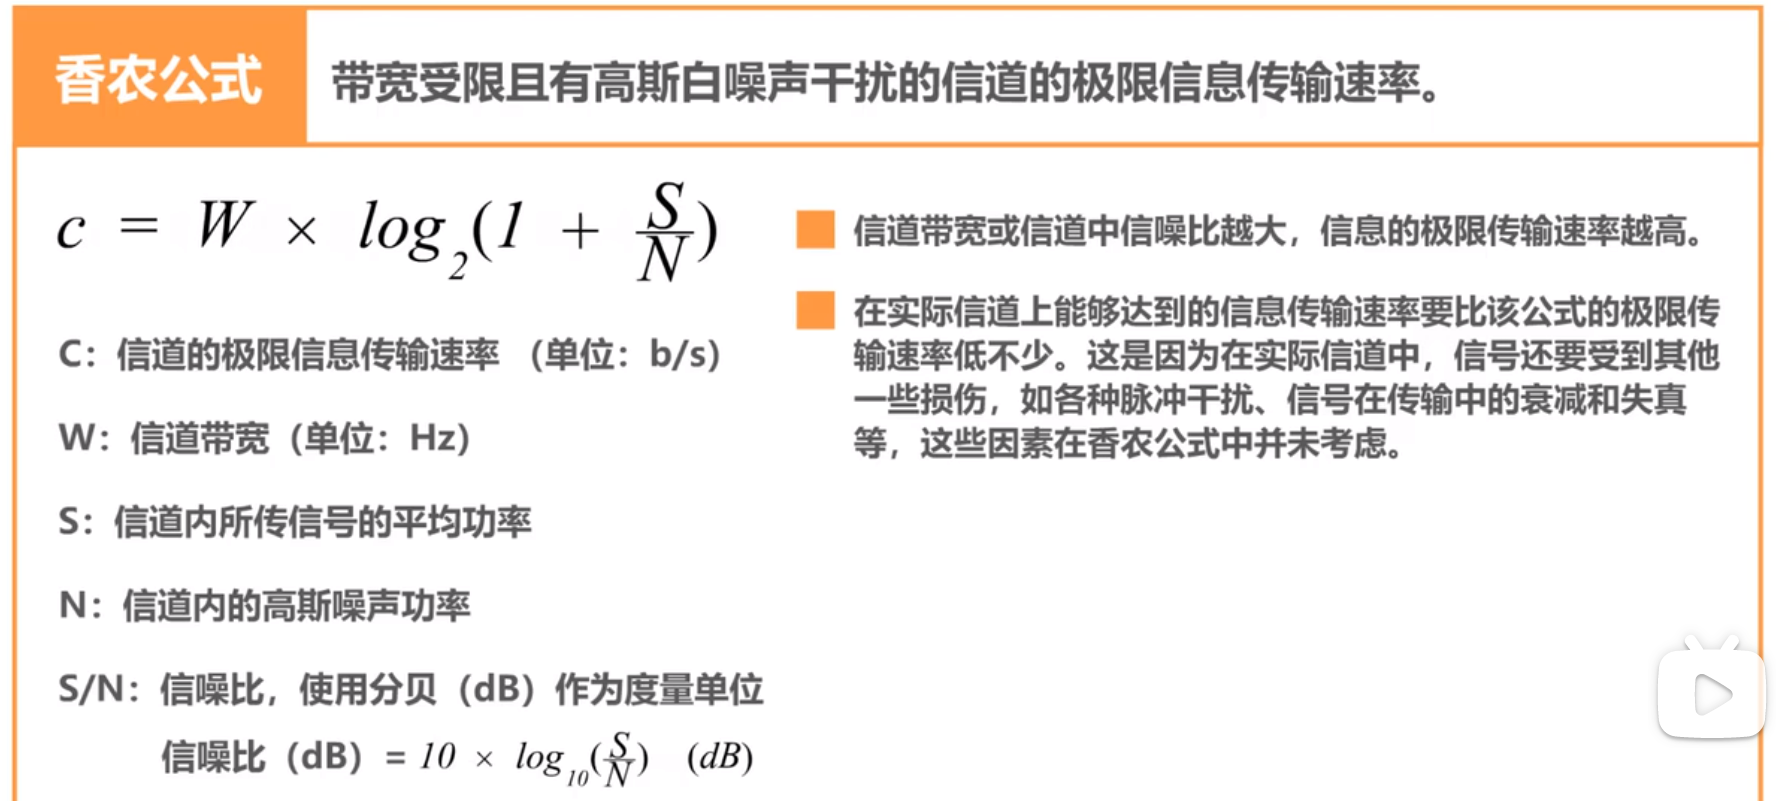 香农公式
带宽受限且有高斯白噪声干扰的信道的极限信息传输速率。
c = W × log₂(1 + S/N)
C：信道的极限信息传输速率 （单位：b/s）
W：信道带宽（单位：Hz）
S：信道内所传信号的平均功率
N：信道内的高斯噪声功率
S/N：信噪比，使用分贝（dB）作为度量单位
信噪比（dB）= 10 × log₁₀(S/N) (dB)
信道带宽或信道中信噪比越大，信息的极限传输速率越高。
在实际信道上能够达到的信息传输速率要比该公式的极限传
输速率低不少。这是因为在实际信道中，信号还要受到其他
一些损伤，如各种脉冲干扰、信号在传输中的衰减和失真
等，这些因素在香农公式中并未考虑。